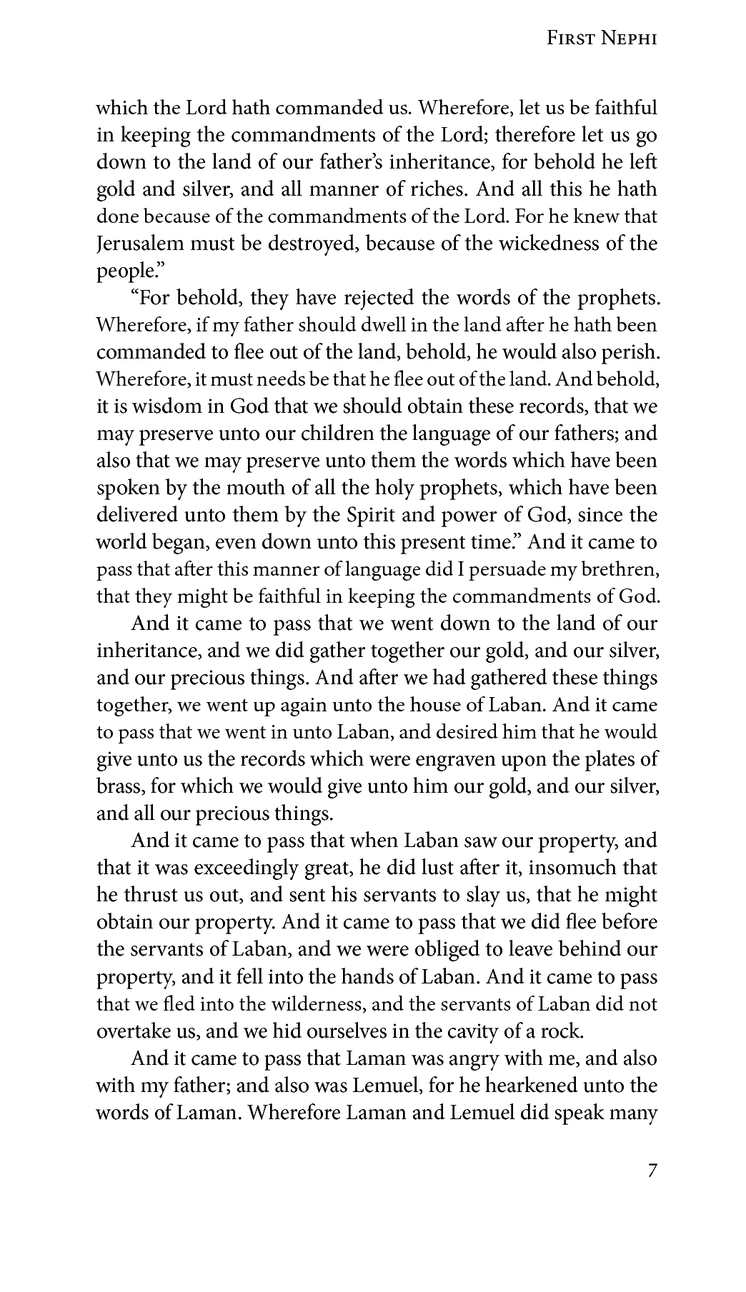 First Nephi
which the Lord hath commanded us. Wherefore, let us be faithful
in keeping the commandments of the Lord; therefore let us go
down to the land of our father’s inheritance, for behold he left
gold and silver, and all manner of riches. And all this he hath
done because of the commandments of the Lord. For he knew that
Jerusalem must be destroyed, because of the wickedness of the
people.”
“For behold, they have rejected the words of the prophets.
Wherefore, if my father should dwell in the land after he hath been
commanded to flee out of the land, behold, he would also perish.
Wherefore, it must needs be that he flee out of the land. And behold,
it is wisdom in God that we should obtain these records, that we
may preserve unto our children the language of our fathers; and
also that we may preserve unto them the words which have been
spoken by the mouth of all the holy prophets, which have been
delivered unto them by the Spirit and power of God, since the
world began, even down unto this present time.” And it came to
pass that after this manner of language did I persuade my brethren,
that they might be faithful in keeping the commandments of God.
And it came to pass that we went down to the land of our
inheritance, and we did gather together our gold, and our silver,
and our precious things. And after we had gathered these things
together, we went up again unto the house of Laban. And it came
to pass that we went in unto Laban, and desired him that he would
give unto us the records which were engraven upon the plates of
brass, for which we would give unto him our gold, and our silver,
and all our precious things.
And it came to pass that when Laban saw our property, and
that it was exceedingly great, he did lust after it, insomuch that
he thrust us out, and sent his servants to slay us, that he might
obtain our property. And it came to pass that we did flee before
the servants of Laban, and we were obliged to leave behind our
property, and it fell into the hands of Laban. And it came to pass
that we fled into the wilderness, and the servants of Laban did not
overtake us, and we hid ourselves in the cavity of a rock.
And it came to pass that Laman was angry with me, and also
with my father; and also was Lemuel, for he hearkened unto the
words of Laman. Wherefore Laman and Lemuel did speak many
7